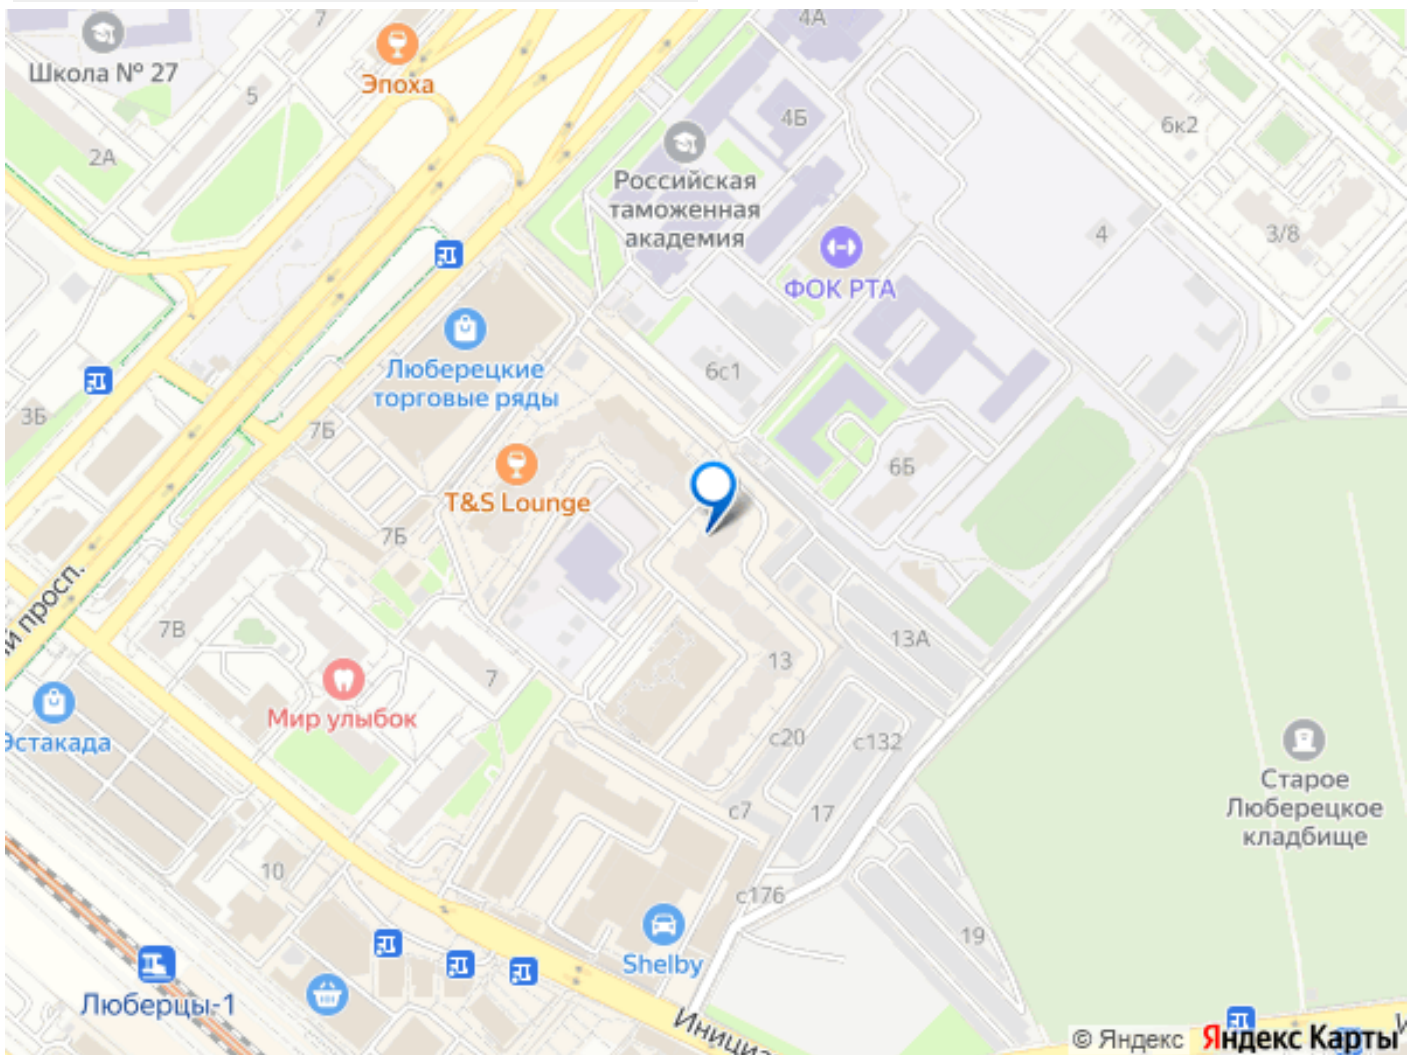 7
4А
Школа № 27
Эпоха
5
2А
4Б
6к2
Российская
таможенная
академия
4
3/8
ФОК РТА
Люберецкие
торговые ряды
6с1
3Б
7Б
T&S Lounge
6Б
7Б
й просп.
7В
13А
13
7
Мир улыбок
Эстакада
с20
с132
Старое
Люберецкое
кладбище
с7
17
10
с176
19
Shelby
Люберцы-1
Инициа
© Яндекс Яндекс Карты